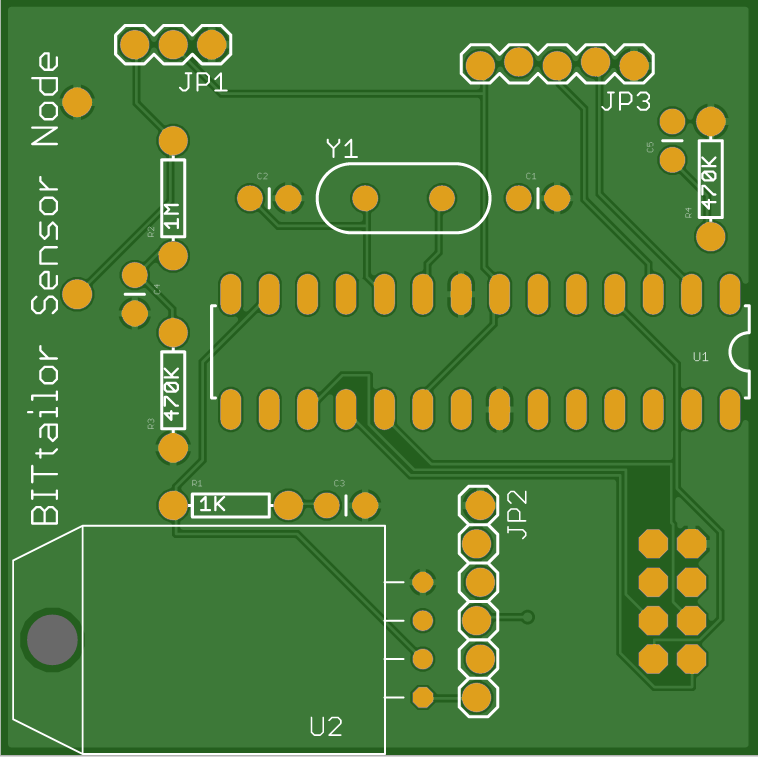 BITtailor Sensor Node
JP1
JP3
Y1
C5
470K
R4
C2
C1
1M
R2
C4
U1
470K
R3
R1
1K
C3
JP2
U2